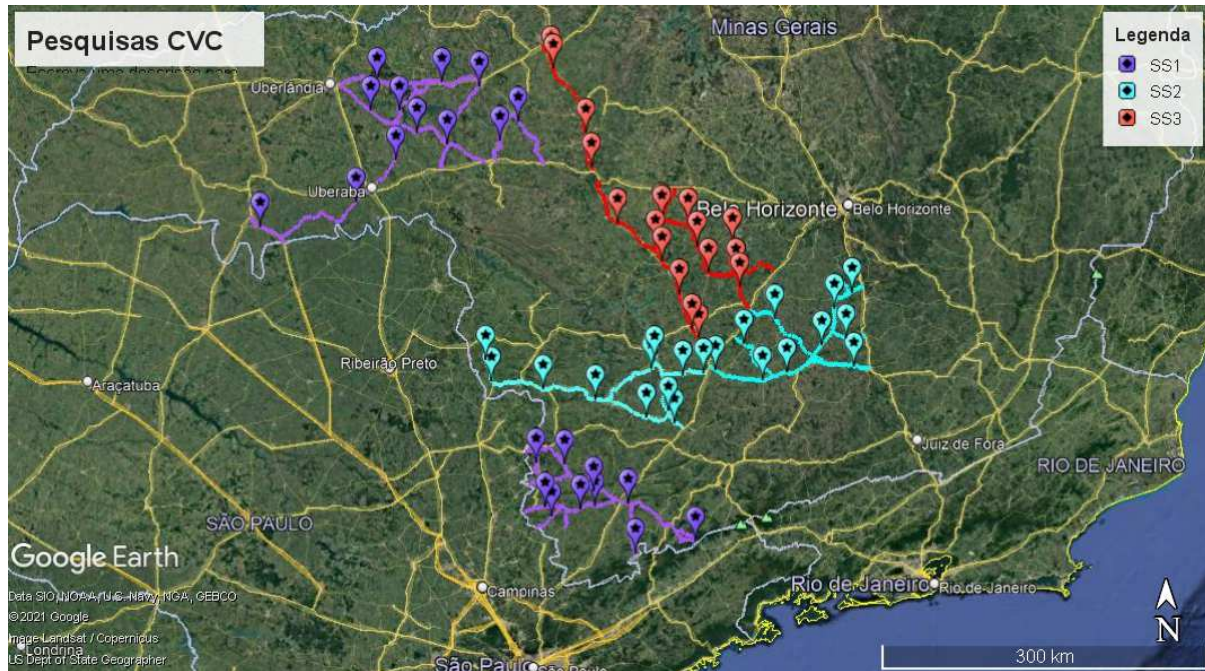 Pesquisas CVC
Minas Gerais
Legenda
SS1
SS2
SS3
Uberlândia
Uberaba
Belo Horizonte
Belo Horizonte
Ribeirão Preto
Araçatuba
Juiz de Fora
RIO DE JANEIRO
SÃO PAULO
Google Earth
Campinas
Rio de Janeiro
Rio de Janeiro
Data SIO, NOAA, U.S. Navy, NGA, GEBCO
© 2021 Google
Image Landsat / Copernicus
Londrina
US Dept of State Geographer
São Paulo
São Paulo
N
300 km